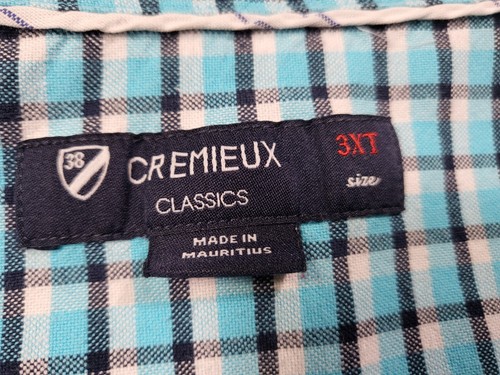 38
CREMIEUX
CLASSICS
3XT
size
MADE IN
MAURITIUS